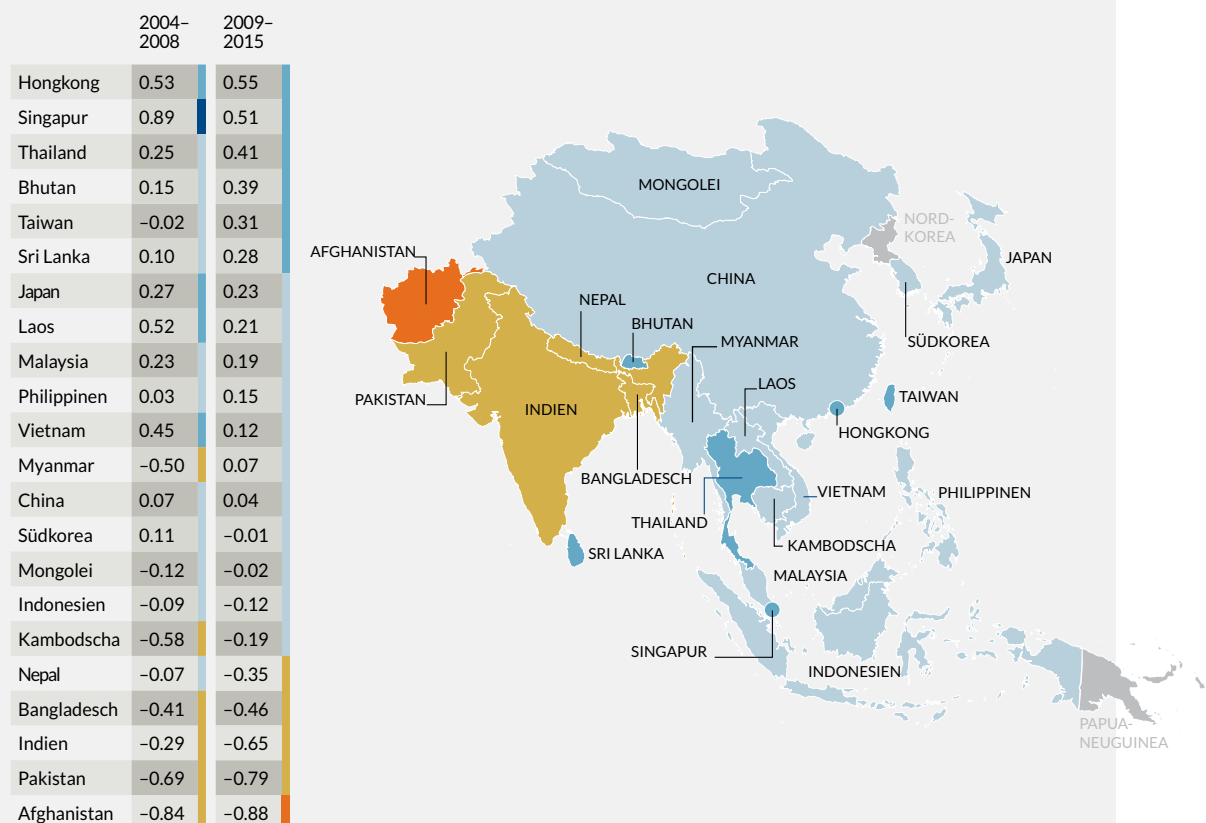 2004–
2008
2009–
2015
Hongkong 0.53 0.55
Singapur 0.89 0.51
Thailand 0.25 0.41
Bhutan 0.15 0.39
Taiwan –0.02 0.31
Sri Lanka 0.10 0.28
Japan 0.27 0.23
Laos 0.52 0.21
Malaysia 0.23 0.19
Philippinen 0.03 0.15
Vietnam 0.45 0.12
Myanmar –0.50 0.07
China 0.07 0.04
Südkorea 0.11 –0.01
Mongolei –0.12 –0.02
Indonesien –0.09 –0.12
Kambodscha –0.58 –0.19
Nepal –0.07 –0.35
Bangladesch –0.41 –0.46
Indien –0.29 –0.65
Pakistan –0.69 –0.79
Afghanistan –0.84 –0.88
MONGOLEI
NORD-
KOREA
AFGHANISTAN
JAPAN
CHINA
NEPAL
BHUTAN
MYANMAR
SÜDKOREA
LAOS
PAKISTAN
TAIWAN
INDIEN
HONGKONG
BANGLADESCH
VIETNAM
PHILIPPINEN
THAILAND
KAMBODSCHA
SRI LANKA
MALAYSIA
SINGAPUR
INDONESIEN
PAPUA-
NEUGUINEA